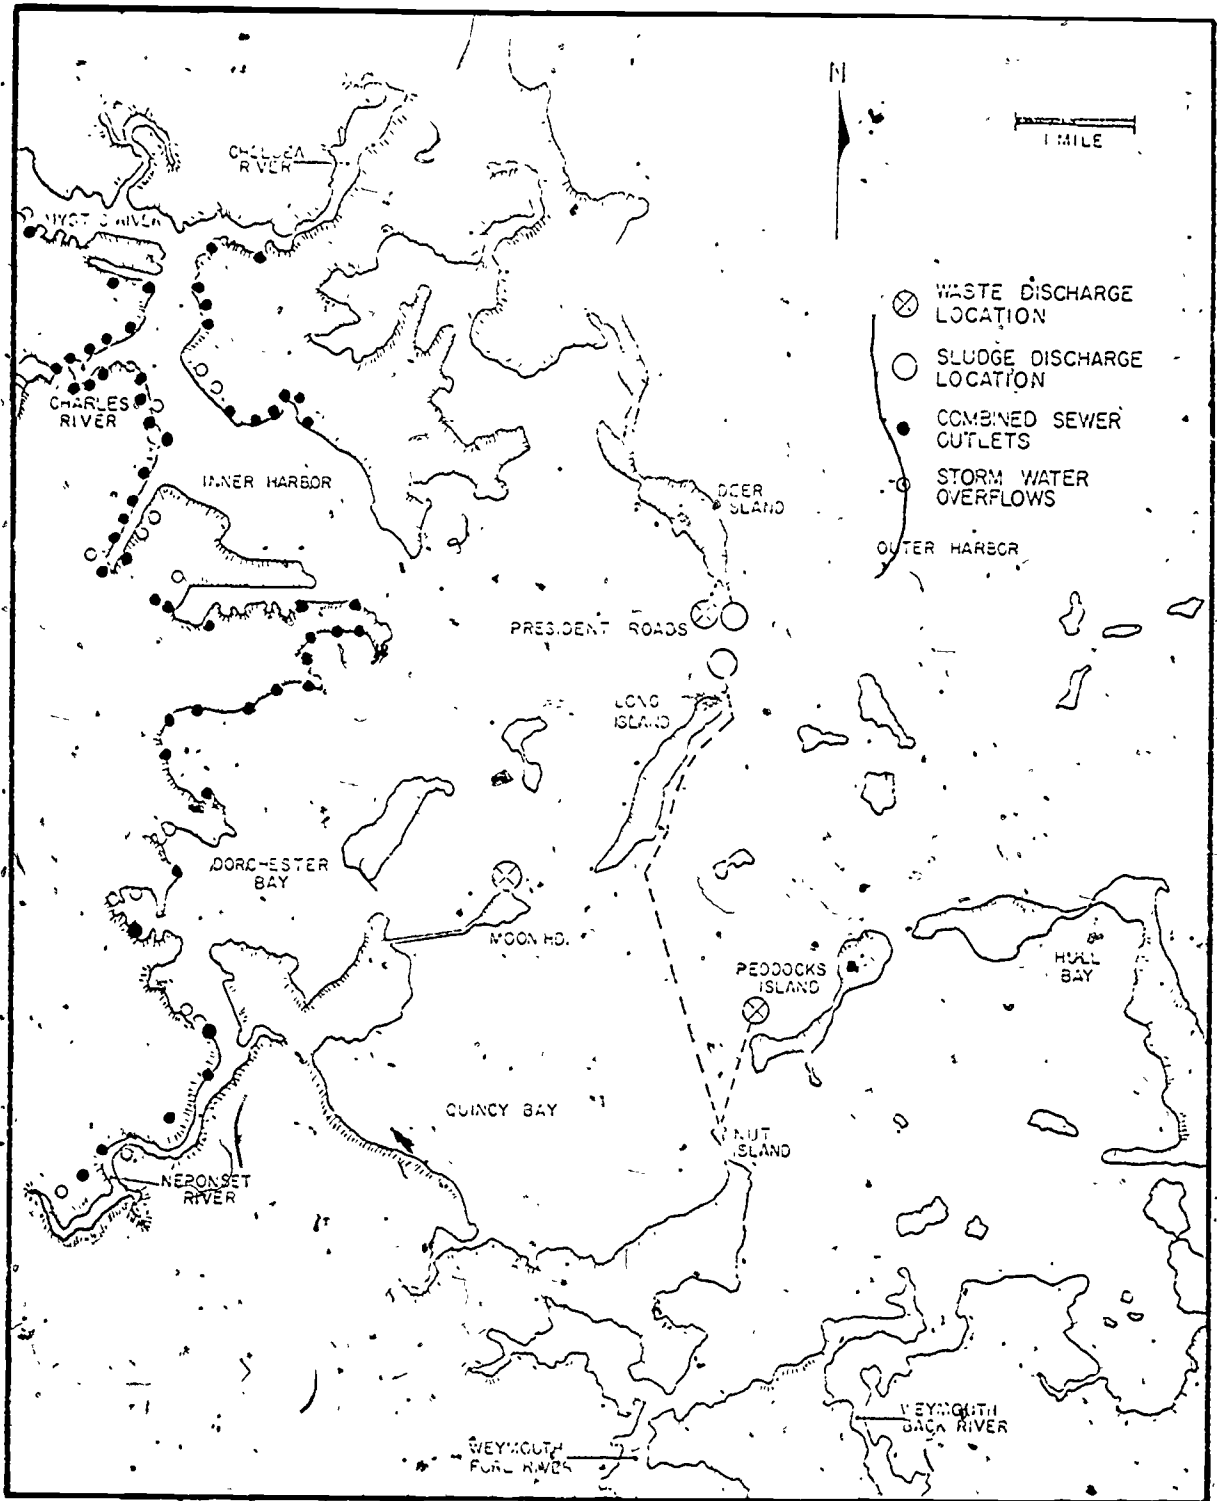 N
1 MILE
CHELSEA
RIVER
MYSTIC RIVER
WASTE DISCHARGE
LOCATION
SLUDGE DISCHARGE
LOCATION
COMBINED SEWER
OUTLETS
STORM WATER
OVERFLOWS
CHARLES
RIVER
INNER HARBOR
DEER
ISLAND
OUTER HARBOR
PRESIDENT ROADS
LONG
ISLAND
DORCHESTER
BAY
MOON HD.
PEDDOCKS
ISLAND
HULL
BAY
QUINCY BAY
NUT
ISLAND
NEPONSET
RIVER
WEYMOUTH
BACK RIVER
WEYMOUTH
FORE RIVER